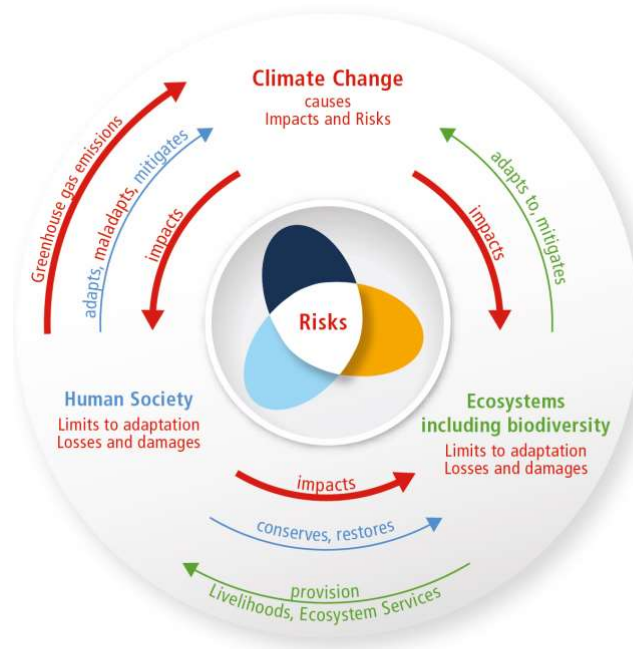 Climate Change
causes
Impacts and Risks
Greenhouse gas emissions
adapts, maladapts, mitigates
impacts
impacts
adapts to, mitigates
Risks
Human Society
Limits to adaptation
Losses and damages
Ecosystems
including biodiversity
Limits to adaptation
Losses and damages
impacts
conserves, restores
provision
Livelihoods, Ecosystem Services